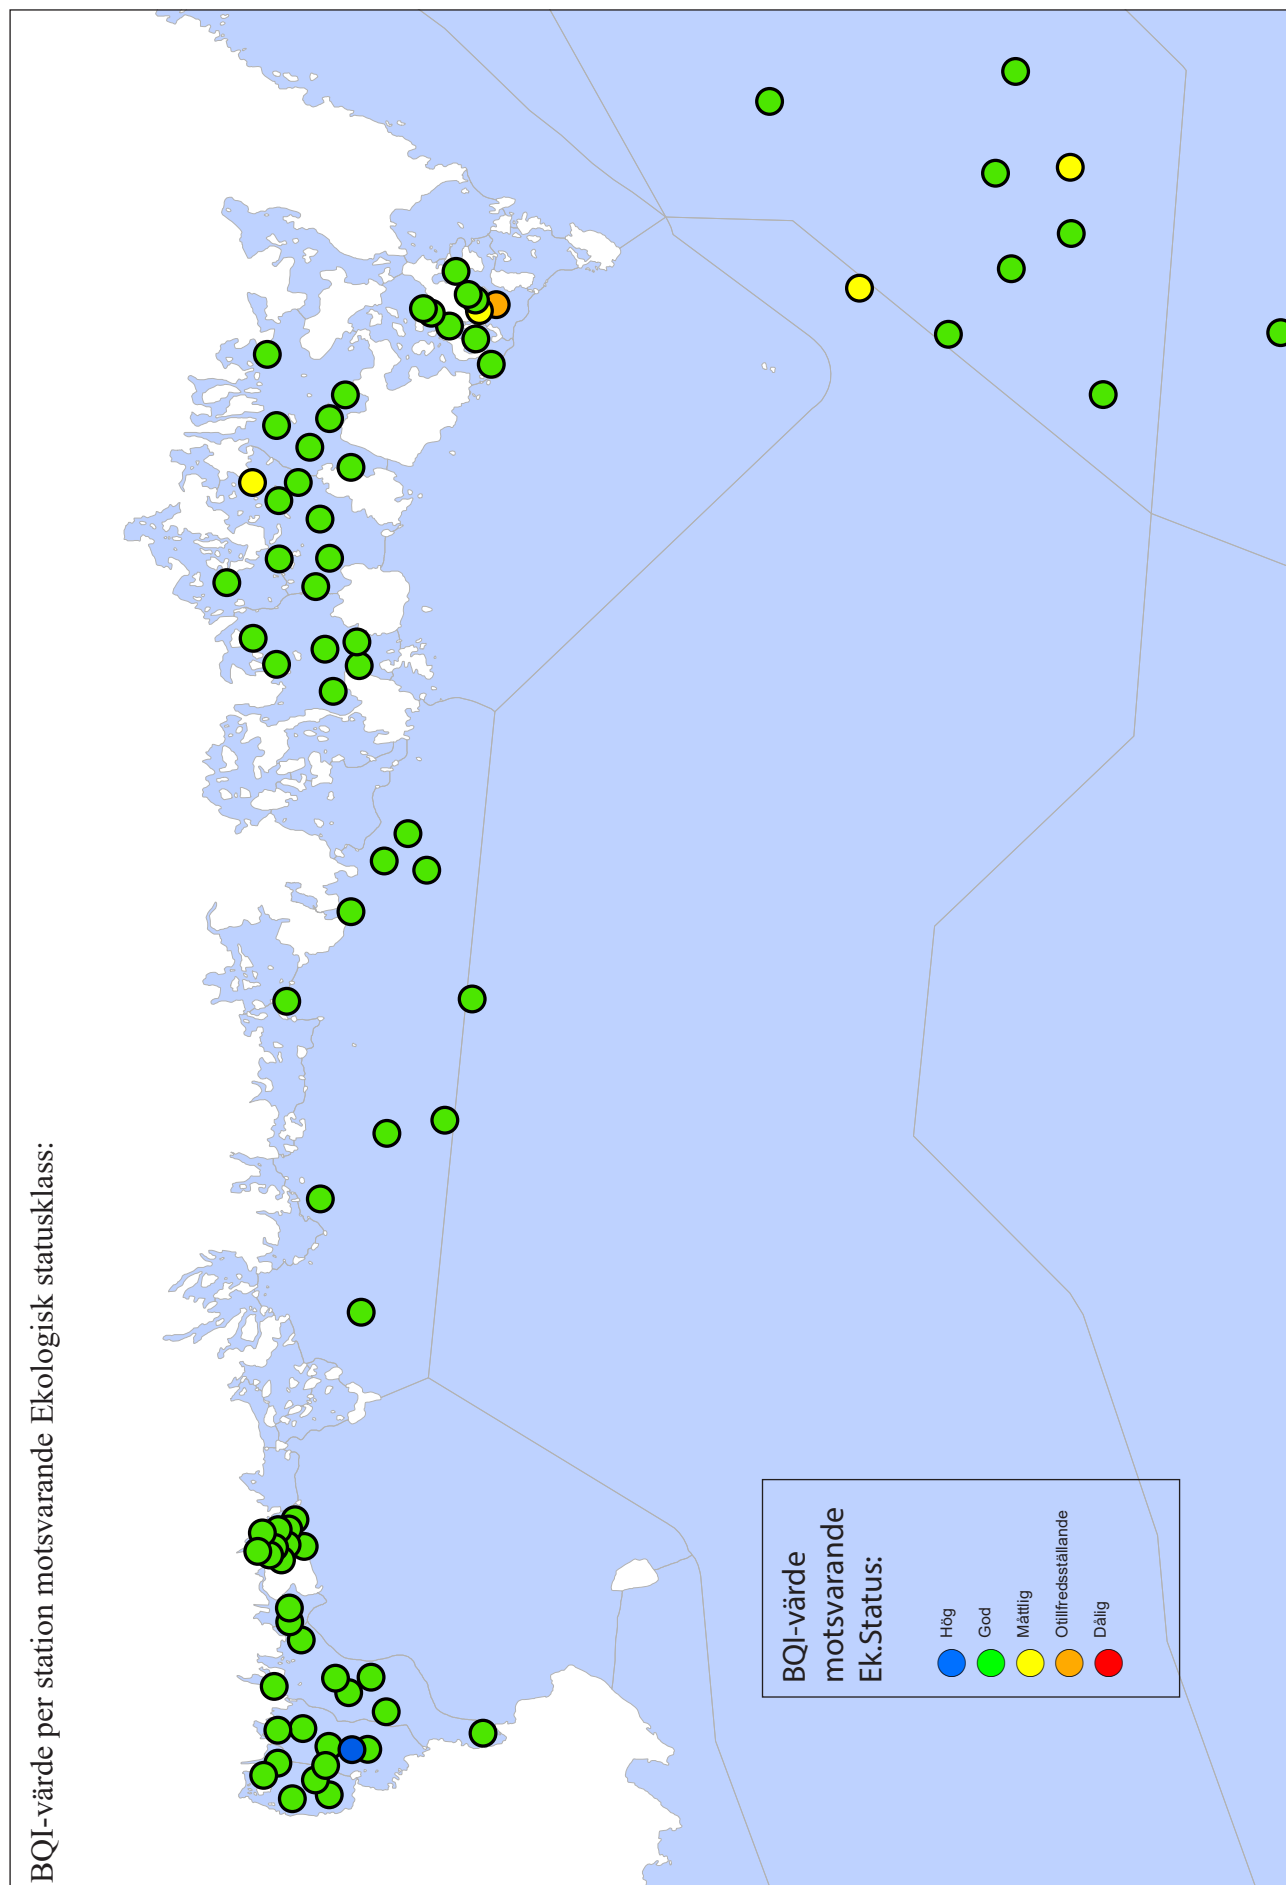 BQI-värde per station motsvarande Ekologisk statusklass:
BQI-värde
motsvarande
Ek.Status:
Hög
God
Måttlig
Otillfredsställande
Dålig